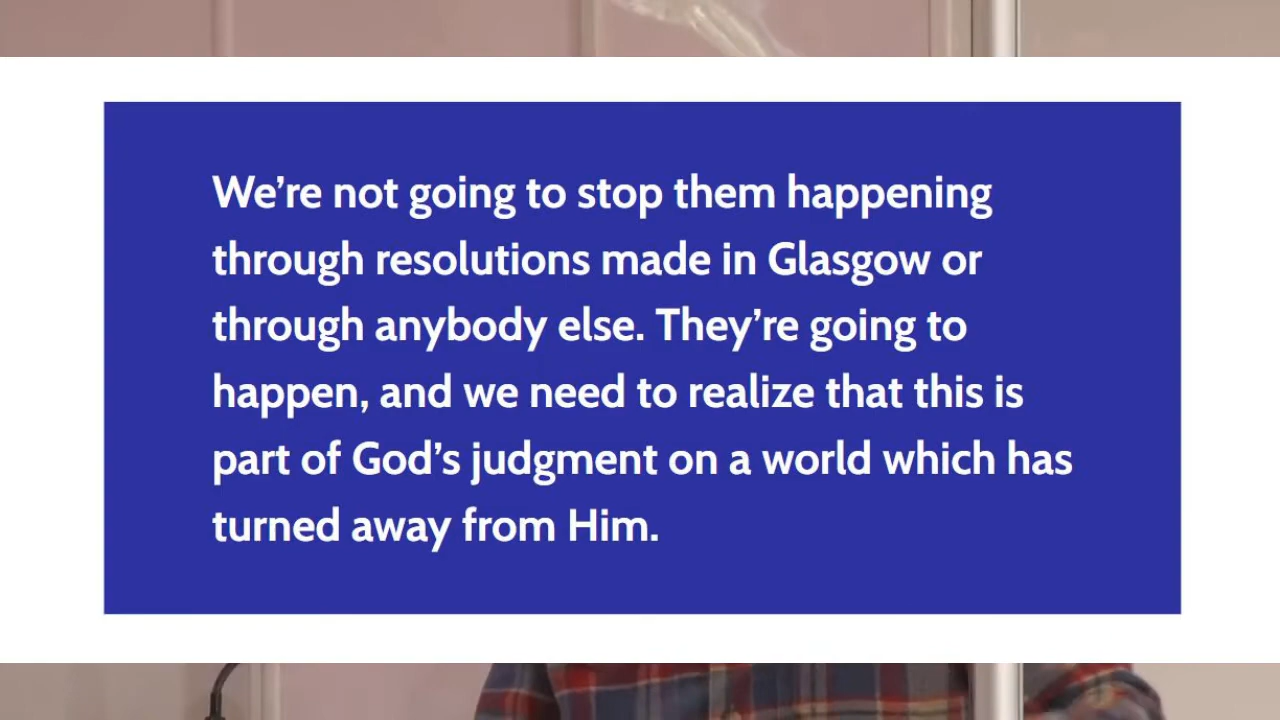 We’re not going to stop them happening
through resolutions made in Glasgow or
through anybody else. They’re going to
happen, and we need to realize that this is
part of God’s judgment on a world which has
turned away from Him.